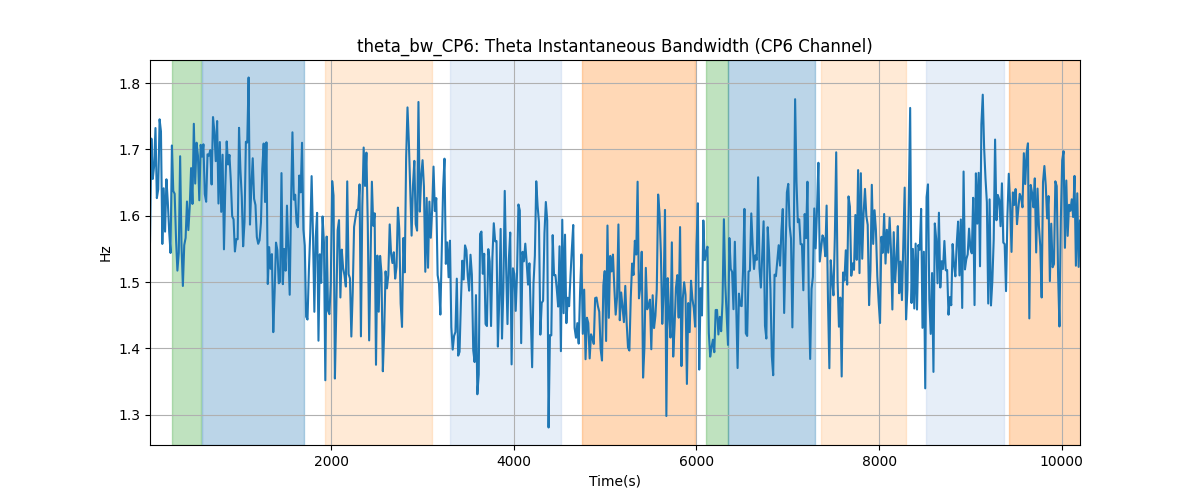 theta_bw_CP6: Theta Instantaneous Bandwidth (CP6 Channel)
Hz
1.8
1.7
1.6
1.5
1.4
1.3
2000 4000 6000 8000 10000
Time(s)